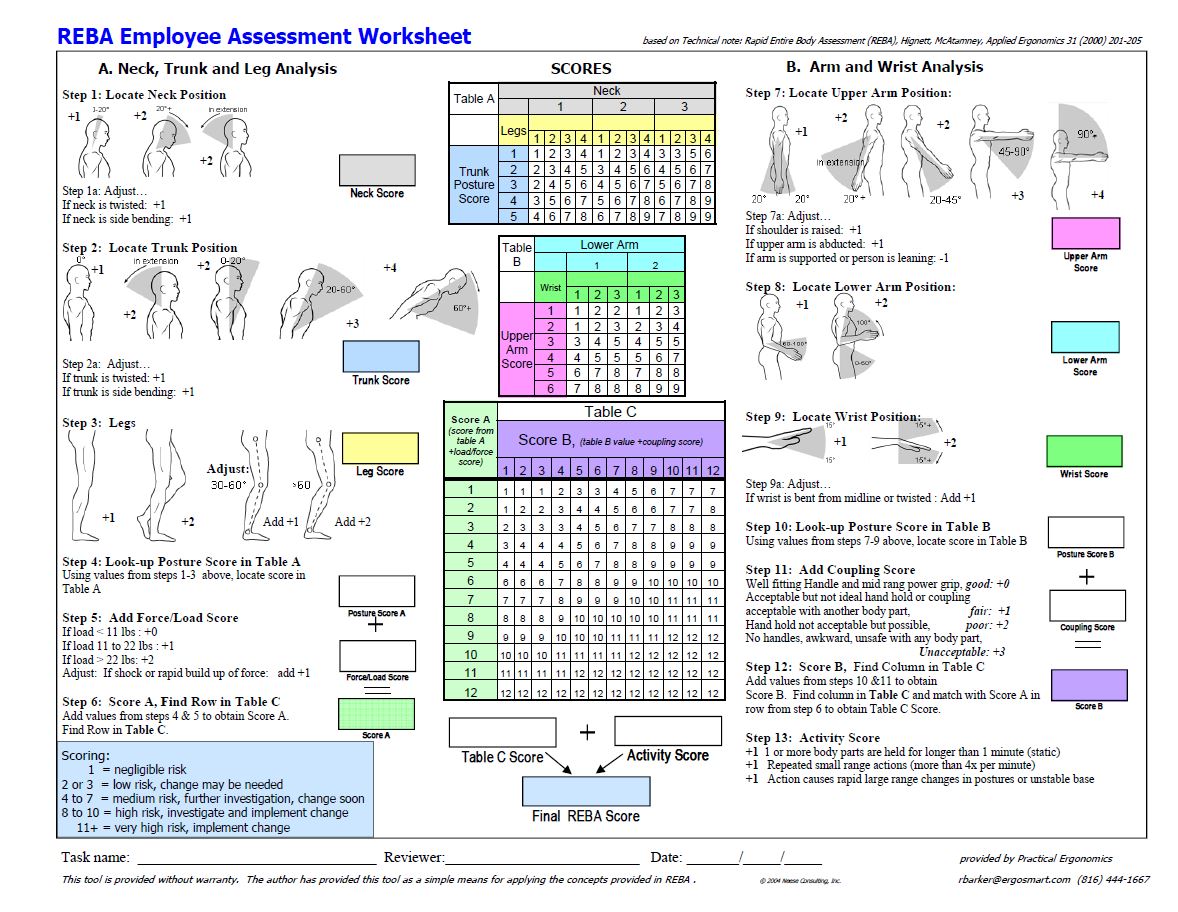 REBA Employee Assessment Worksheet
based on Technical note: Rapid Entire Body Assessment (REBA), Hignett, McAtamney, Applied Ergonomics 31 (2000) 201-205
A. Neck, Trunk and Leg Analysis
Step 1: Locate Neck Position
+1
1-20°
+2
20°+
in extension
+2
Neck Score
Step 1a: Adjust…
If neck is twisted: +1
If neck is side bending: +1
Step 2: Locate Trunk Position
0°
+1
in extension
+2
+2
0-20°
20-60°
+3
+4
60°+
Step 2a: Adjust…
If trunk is twisted: +1
If trunk is side bending: +1
Trunk Score
Step 3: Legs
+1
+2
Adjust:
30-60°
Add +1
>60
Add +2
Leg Score
Step 4: Look-up Posture Score in Table A
Using values from steps 1-3 above, locate score in
Table A
Posture Score A
+
Step 5: Add Force/Load Score
If load < 11 lbs : +0
If load 11 to 22 lbs : +1
If load > 22 lbs: +2
Adjust: If shock or rapid build up of force: add +1
Force/Load Score
Step 6: Score A, Find Row in Table C
Add values from steps 4 & 5 to obtain Score A.
Find Row in Table C.
Score A
Scoring:
1 = negligible risk
2 or 3 = low risk, change may be needed
4 to 7 = medium risk, further investigation, change soon
8 to 10 = high risk, investigate and implement change
11+ = very high risk, implement change
SCORES
Table A
Neck
1 2 3
Legs
1 2 3 4 1 2 3 4 1 2 3 4
Trunk
Posture
Score
1 1 2 3 4 1 2 3 4 3 3 5 6
2 2 3 4 5 3 4 5 6 4 5 6 7
3 2 4 5 6 4 5 6 7 5 6 7 8
4 3 5 6 7 5 6 7 8 6 7 8 9
5 4 6 7 8 6 7 8 9 7 8 9 9
Table
B
Lower Arm
1 2
Wrist
1 2 3 1 2 3
Upper
Arm
Score
1 1 2 2 1 2 3
2 1 2 3 2 3 4
3 3 4 5 4 5 5
4 4 5 5 5 6 7
5 6 7 8 7 8 8
6 7 8 8 8 9 9
Score A
(score from
table A
+load/force
score)
Table C
Score B, (table B value +coupling score)
1 2 3 4 5 6 7 8 9 10 11 12
1 1 1 1 2 3 3 4 5 6 7 7 7
2 1 2 2 3 4 4 5 6 6 7 7 8
3 2 3 3 3 4 5 6 7 7 8 8 8
4 3 4 4 4 5 6 7 8 8 9 9 9
5 4 4 4 5 6 7 8 8 9 9 9 9
6 6 6 6 7 8 8 9 9 10 10 10 10
7 7 7 7 8 9 9 9 10 10 11 11 11
8 8 8 8 9 10 10 10 10 10 11 11 11
9 9 9 9 10 10 10 11 11 11 12 12 12
10 10 10 10 11 11 11 11 12 12 12 12 12
11 11 11 11 11 12 12 12 12 12 12 12 12
12 12 12 12 12 12 12 12 12 12 12 12 12
+
Table C Score
Activity Score
Final REBA Score
B. Arm and Wrist Analysis
Step 7: Locate Upper Arm Position:
+1
20° 20°
+2
in extension
20°+
+2
20-45°
45-90°
+3
90°+
+4
Step 7a: Adjust…
If shoulder is raised: +1
If upper arm is abducted: +1
If arm is supported or person is leaning: -1
Upper Arm
Score
Step 8: Locate Lower Arm Position:
+1
60-100°
+2
100°
0-60°
Lower Arm
Score
Step 9: Locate Wrist Position:
15°
15°
+1
15°+
15°+
+2
Wrist Score
Step 9a: Adjust…
If wrist is bent from midline or twisted : Add +1
Step 10: Look-up Posture Score in Table B
Using values from steps 7-9 above, locate score in Table B
Posture Score B
+
Step 11: Add Coupling Score
Well fitting Handle and mid rang power grip, good: +0
Acceptable but not ideal hand hold or coupling
acceptable with another body part, fair: +1
Hand hold not acceptable but possible, poor: +2
No handles, awkward, unsafe with any body part,
Unacceptable: +3
Coupling Score
Step 12: Score B, Find Column in Table C
Add values from steps 10 &11 to obtain
Score B. Find column in Table C and match with Score A in
row from step 6 to obtain Table C Score.
Score B
Step 13: Activity Score
+1 1 or more body parts are held for longer than 1 minute (static)
+1 Repeated small range actions (more than 4x per minute)
+1 Action causes rapid large range changes in postures or unstable base
Task name: ____________ Reviewer:____________ Date: ______/_____/_____
provided by Practical Ergonomics
This tool is provided without warranty. The author has provided this tool as a simple means for applying the concepts provided in REBA .
© 2004 Neese Consulting, Inc.
rbarker@ergosmart.com (816) 444-1667